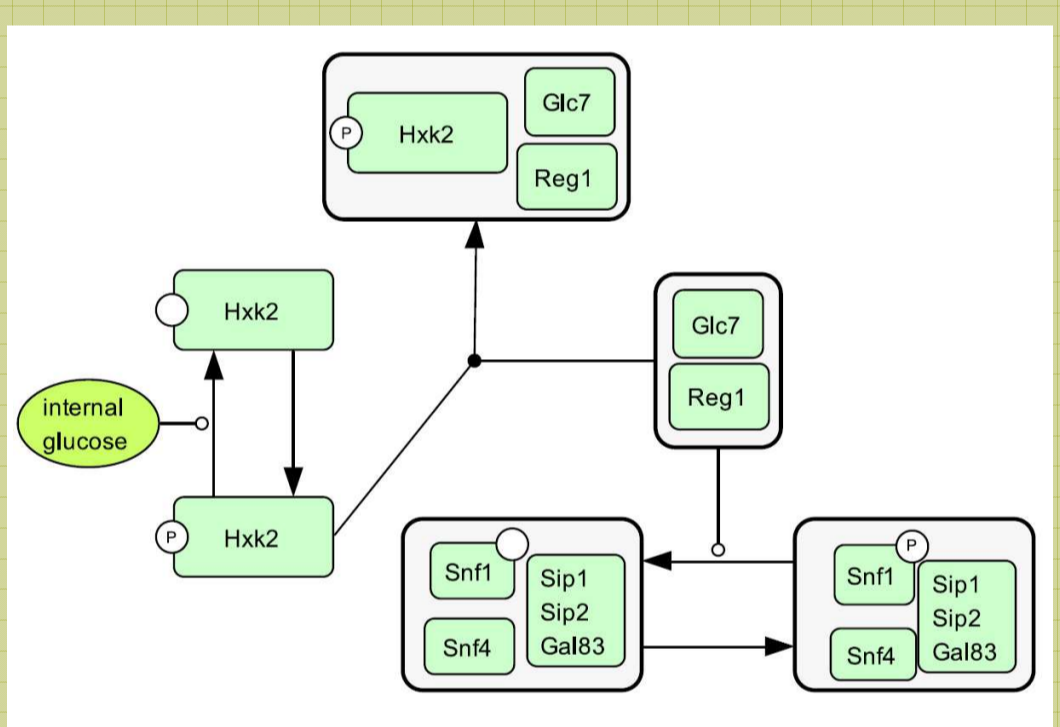 Glc7
P
Hxk2
Reg1
Hxk2
Glc7
Reg1
internal
glucose
P
Hxk2
Snf1
Sip1
Sip2
Gal83
Snf4
P
Snf1
Sip1
Sip2
Gal83
Snf4